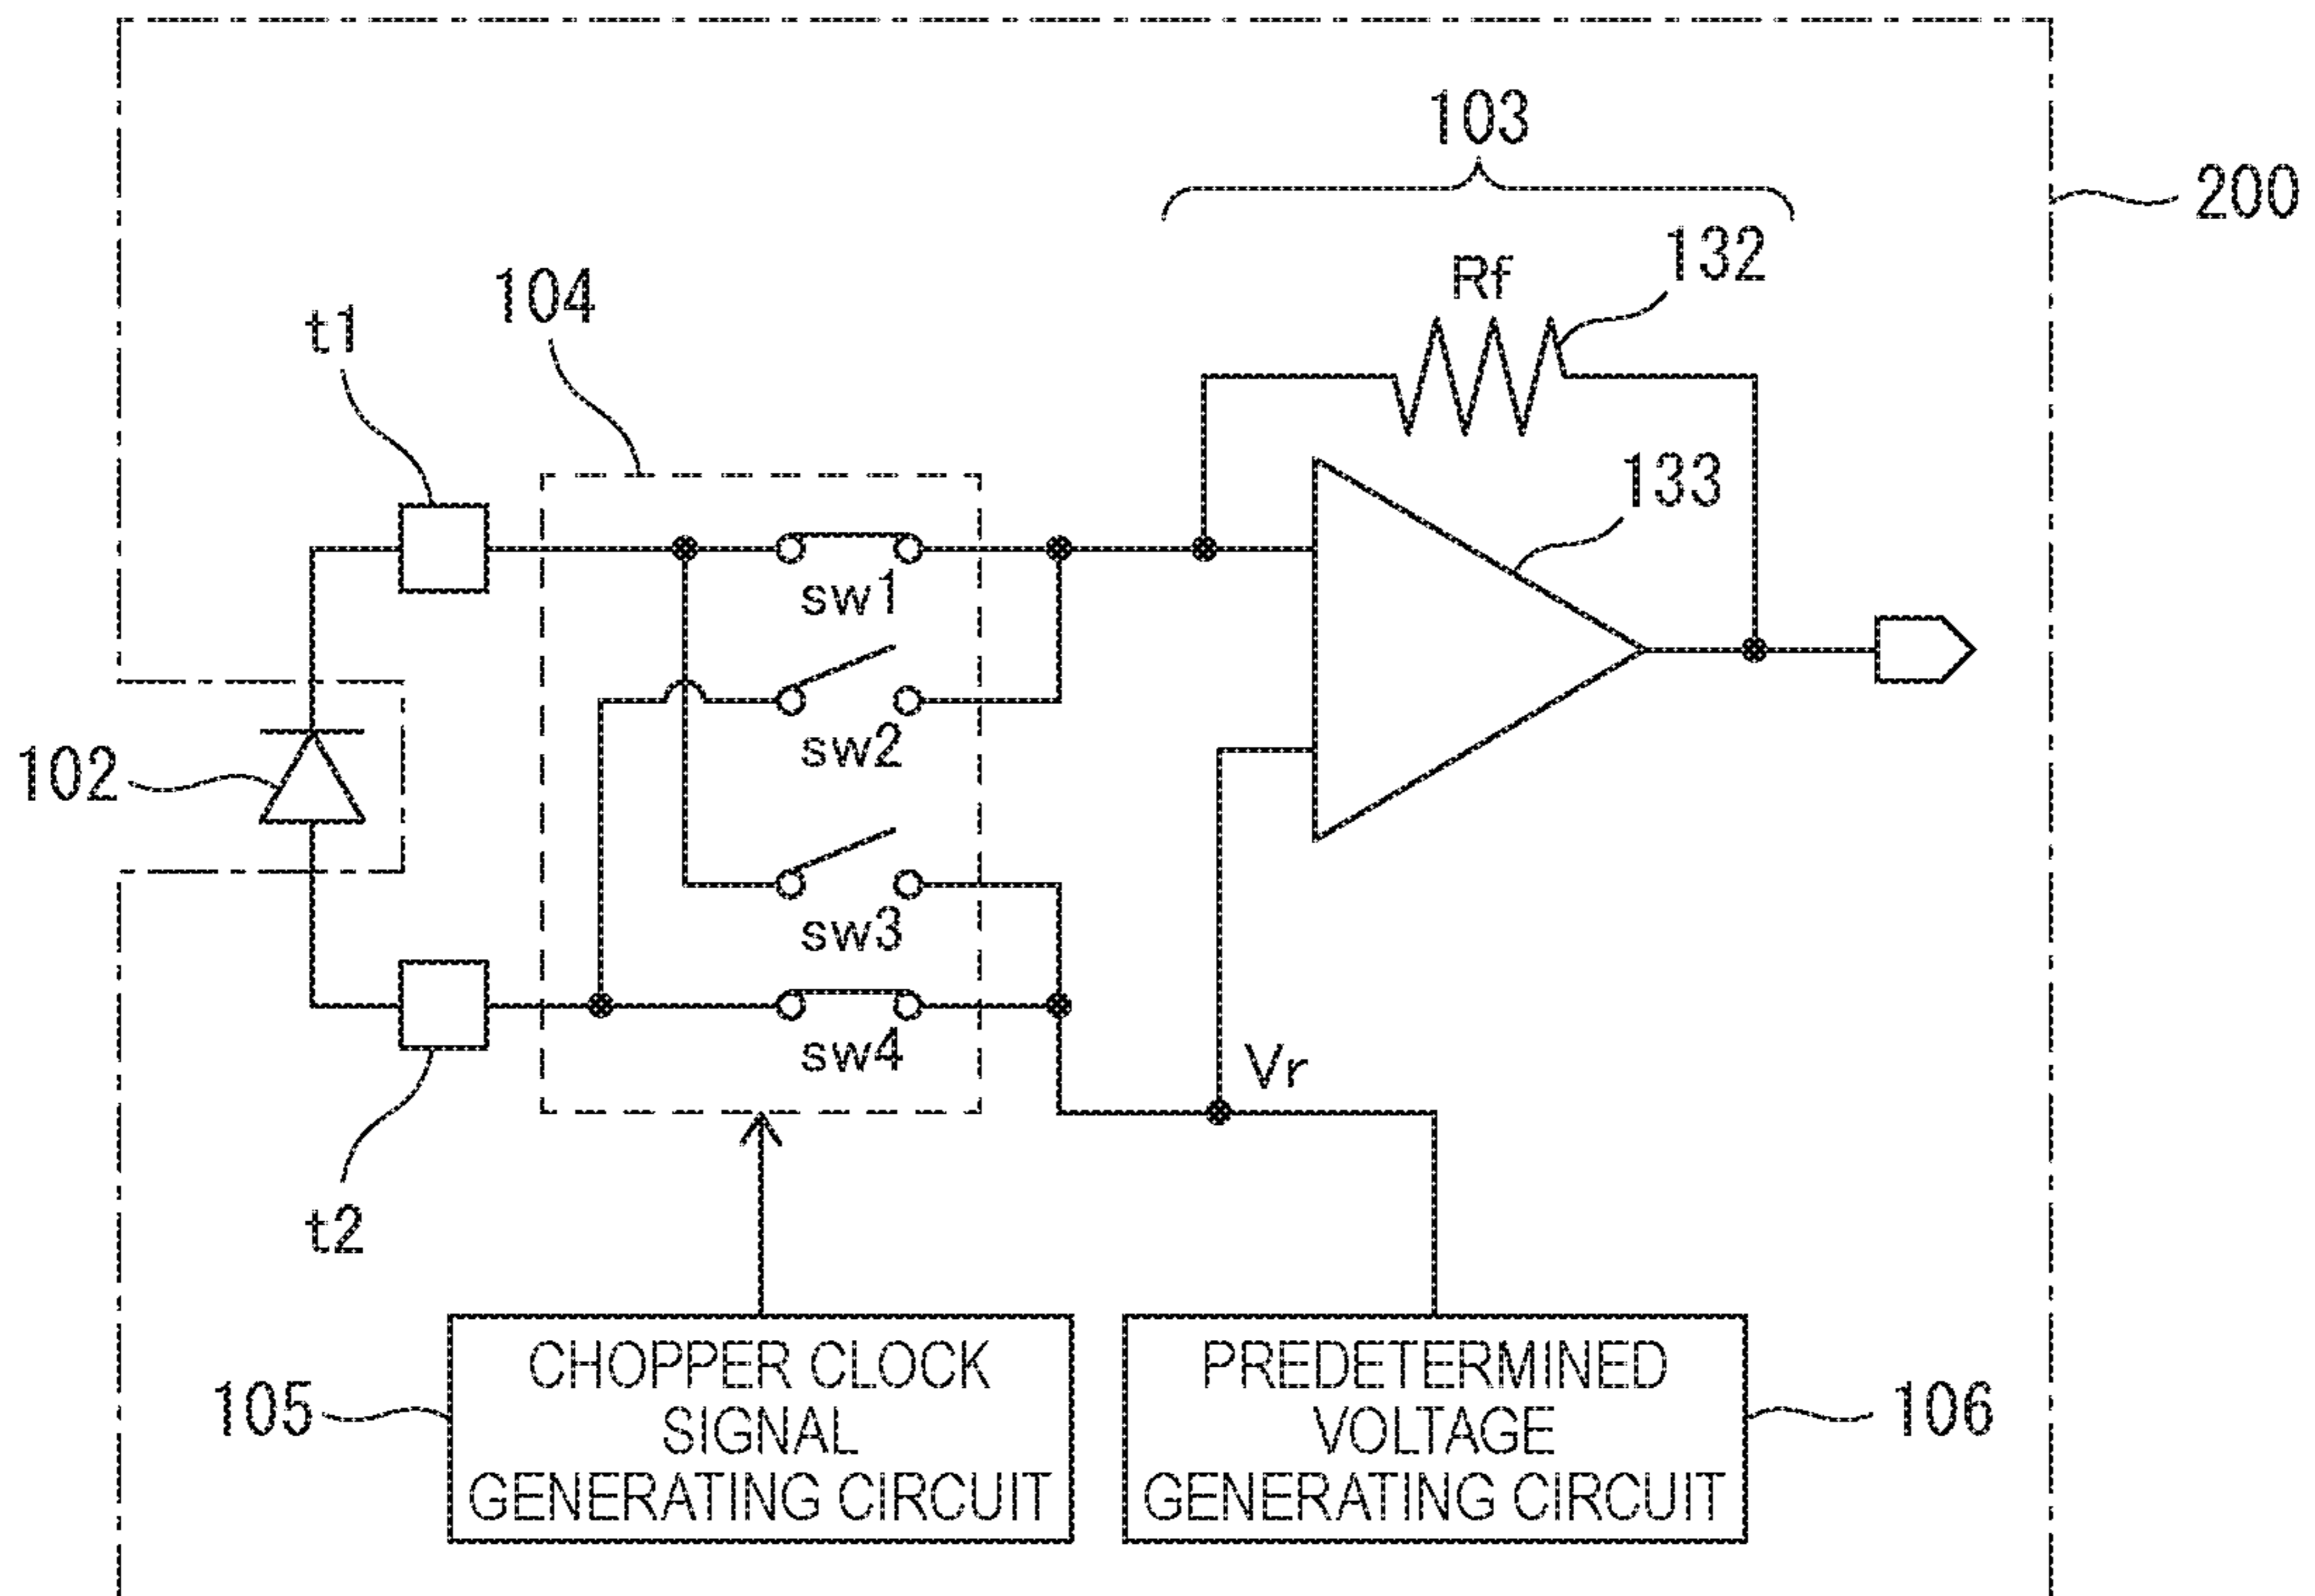 103
200
132
Rf
104
t1
133
sw1
sw2
102
sw3
sw4
Vr
t2
CHOPPER CLOCK
SIGNAL
GENERATING CIRCUIT
105
PREDETERMINED
VOLTAGE
GENERATING CIRCUIT
106